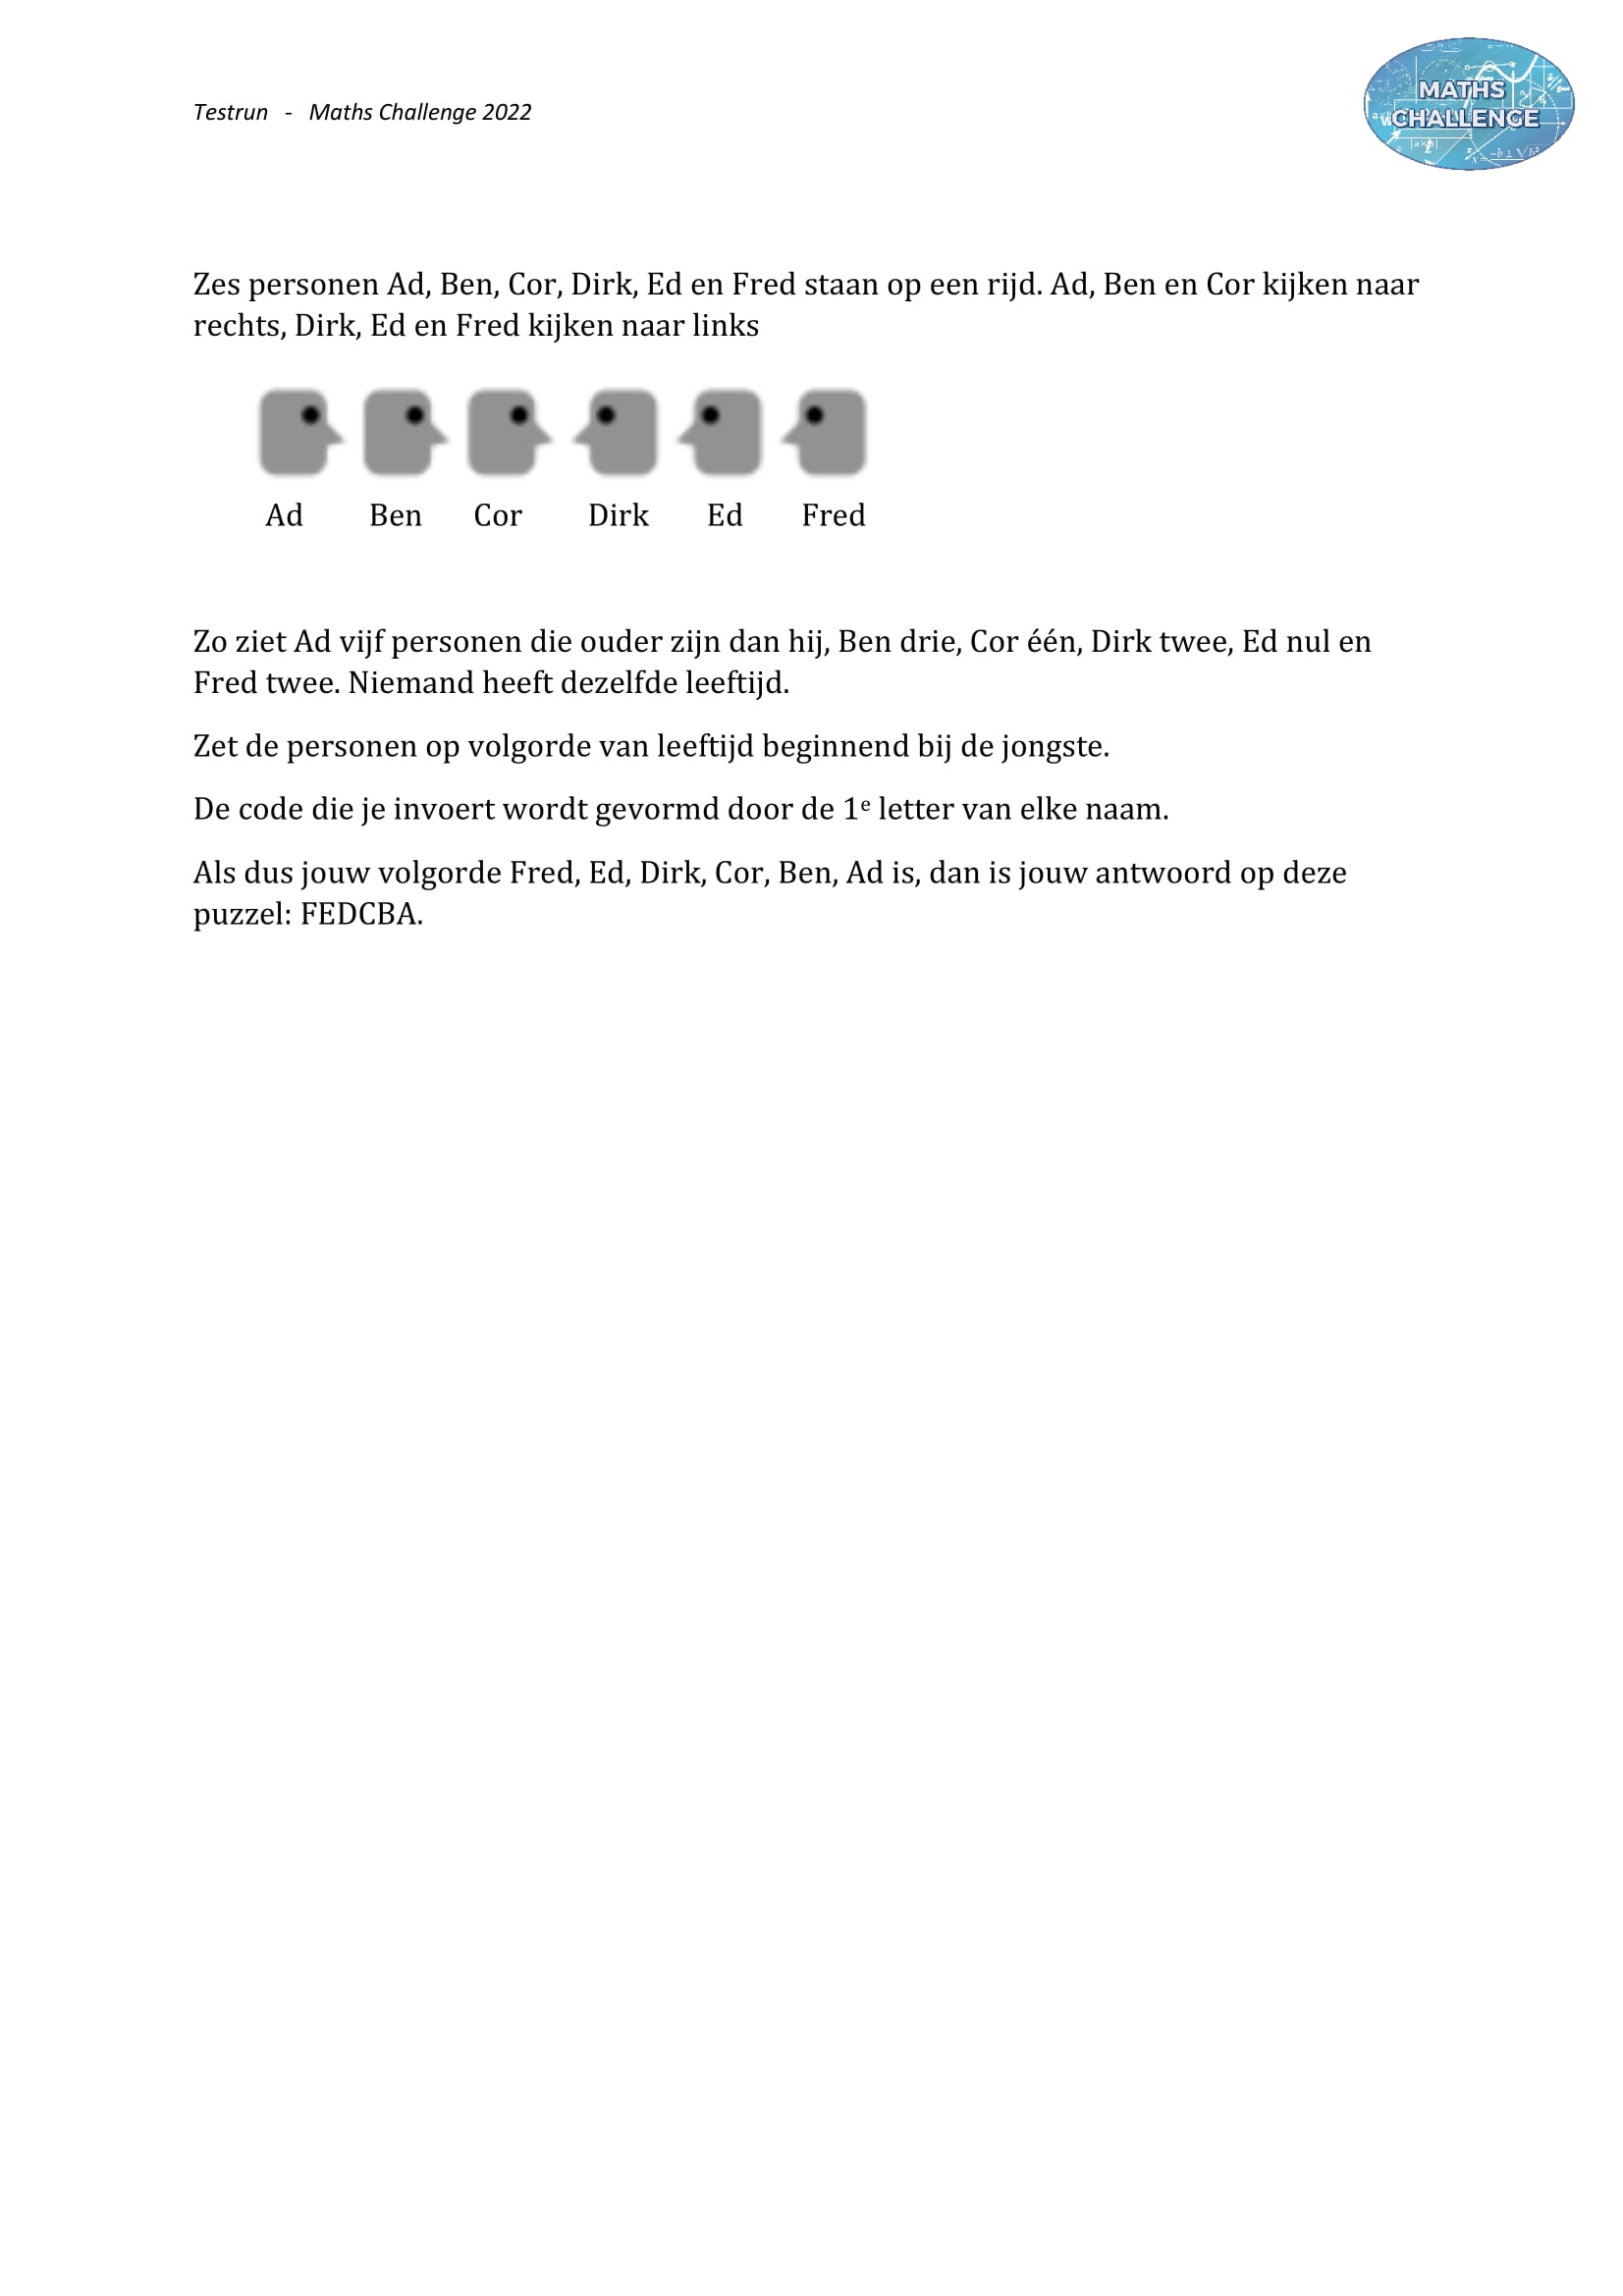 Testrun - Maths Challenge 2022
MATHS
CHALLENGE
Zes personen Ad, Ben, Cor, Dirk, Ed en Fred staan op een rijd. Ad, Ben en Cor kijken naar
rechts, Dirk, Ed en Fred kijken naar links
Ad Ben Cor Dirk Ed Fred
Zo ziet Ad vijf personen die ouder zijn dan hij, Ben drie, Cor één, Dirk twee, Ed nul en
Fred twee. Niemand heeft dezelfde leeftijd.
Zet de personen op volgorde van leeftijd beginnend bij de jongste.
De code die je invoert wordt gevormd door de 1e letter van elke naam.
Als dus jouw volgorde Fred, Ed, Dirk, Cor, Ben, Ad is, dan is jouw antwoord op deze
puzzel: FEDCBA.